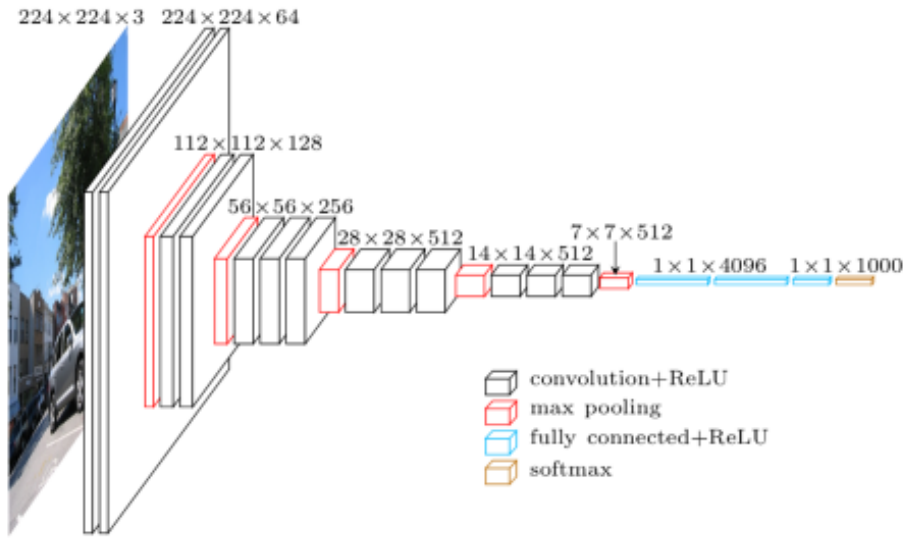 224×224×3
224×224×64
112×112×128
56×56×256
28×28×512
14×14×512
7×7×512
1×1×4096
1×1×1000
convolution+ReLU
max pooling
fully connected+ReLU
softmax